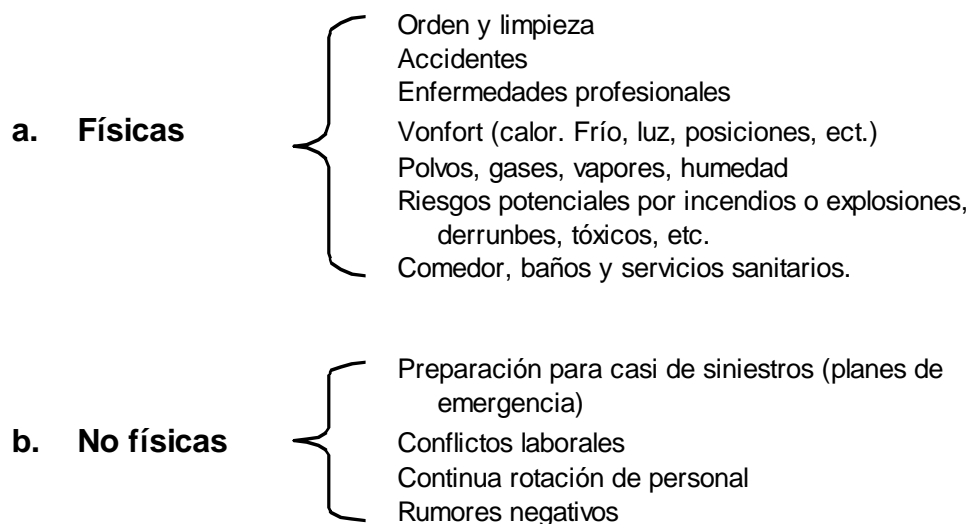 Orden y limpieza
Accidentes
Enfermedades profesionales
a. Físicas
Vonfort (calor. Frío, luz, posiciones, ect.)
Polvos, gases, vapores, humedad
Riesgos potenciales por incendios o explosiones,
derrunbes, tóxicos, etc.
Comedor, baños y servicios sanitarios.
Preparación para casi de siniestros (planes de
emergencia)
b. No físicas
Conflictos laborales
Continua rotación de personal
Rumores negativos